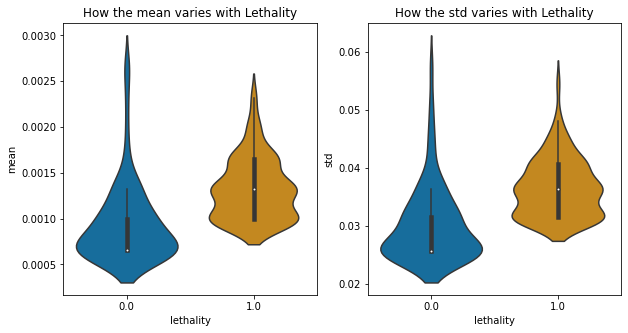 How the mean varies with Lethality
0.0030
0.0025
0.0020
0.0015
0.0010
0.0005
mean
0.0
1.0
lethality
How the std varies with Lethality
0.06
0.05
0.04
0.03
0.02
std
0.0
1.0
lethality